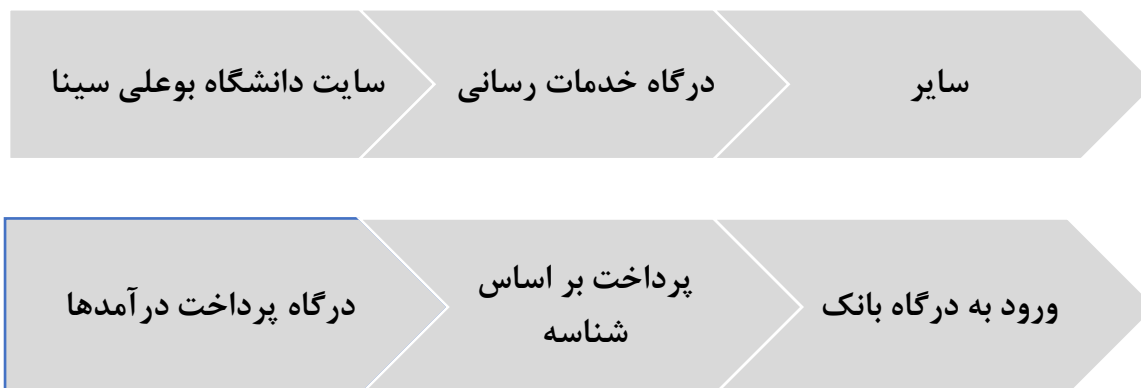 سایت دانشگاه بوعلی سینا
درگاه خدمات رسانی
سایر
درگاه پرداخت درآمدها
پرداخت بر اساس
شناسه
ورود به درگاه بانک